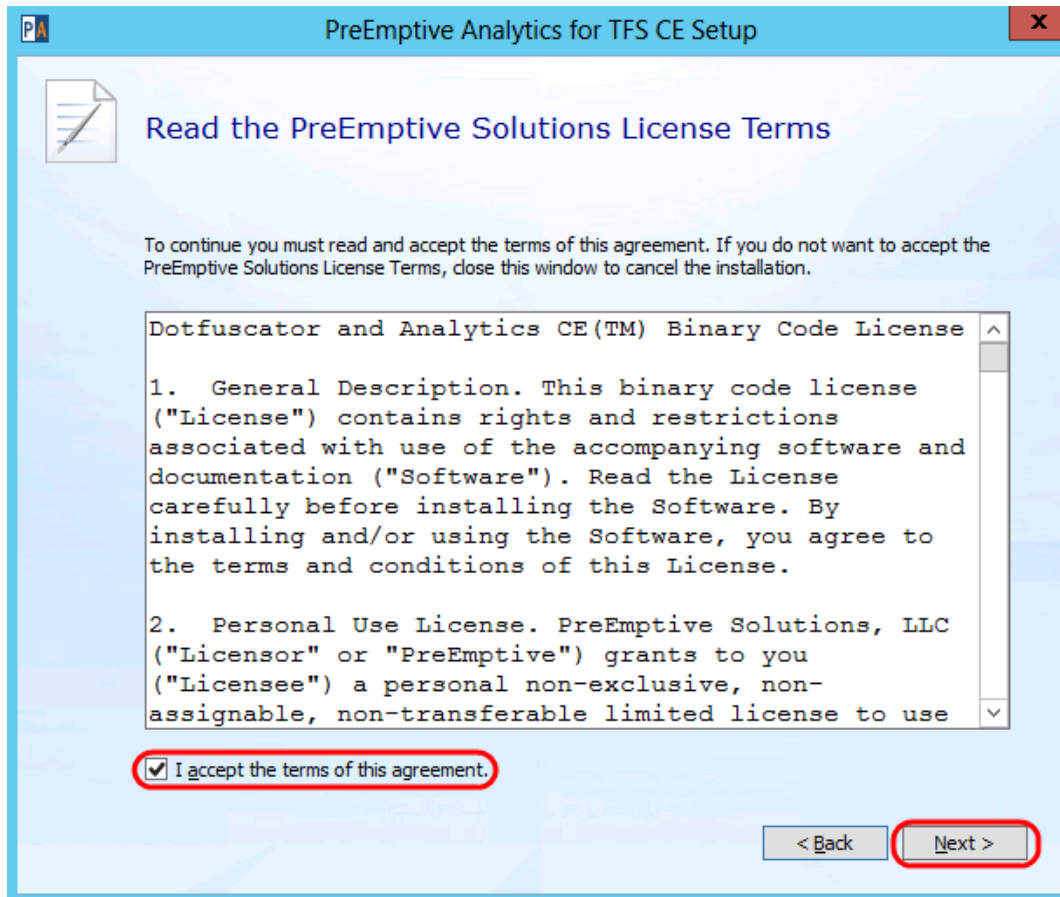 PA
PreEmptive Analytics for TFS CE Setup
x
Read the PreEmptive Solutions License Terms
To continue you must read and accept the terms of this agreement. If you do not want to accept the
PreEmptive Solutions License Terms, close this window to cancel the installation.
Dotfuscator and Analytics CE(TM) Binary Code License
1.  General Description. This binary code license
("License") contains rights and restrictions
associated with use of the accompanying software and
documentation ("Software"). Read the License
carefully before installing the Software. By
installing and/or using the Software, you agree to
the terms and conditions of this License.
2.  Personal Use License. PreEmptive Solutions, LLC
("Licensor" or "PreEmptive") grants to you
("Licensee") a personal non-exclusive, non-
assignable, non-transferable limited license to use
I accept the terms of this agreement.
< Back
Next >